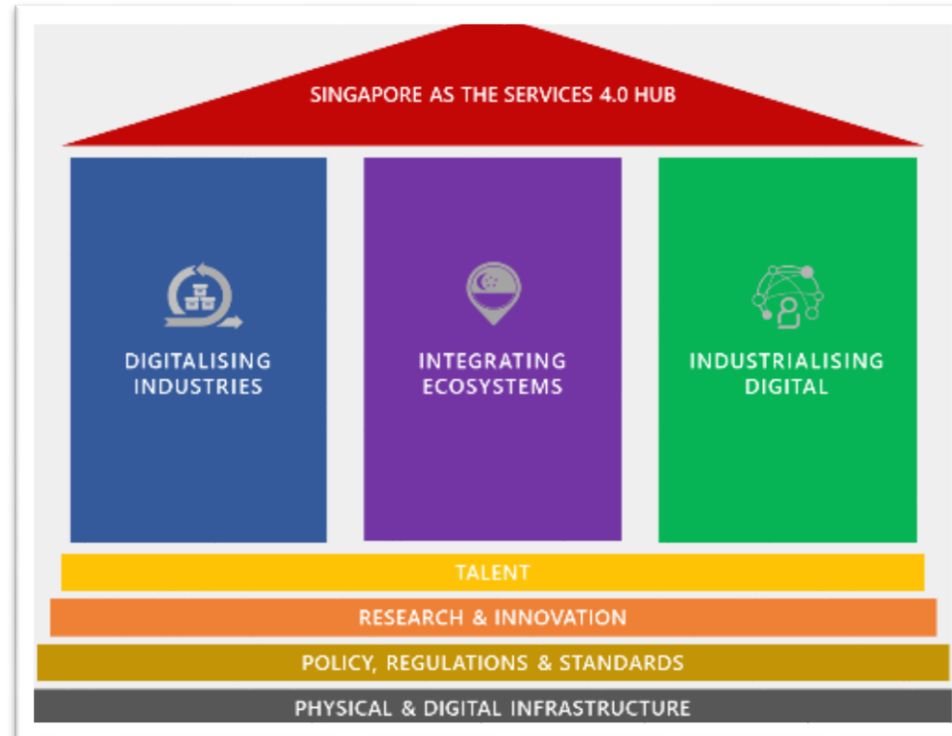 SINGAPORE AS THE SERVICES 4.0 HUB
DIGITALISING
INDUSTRIES
INTEGRATING
ECOSYSTEMS
INDUSTRIALISING
DIGITAL
TALENT
RESEARCH & INNOVATION
POLICY, REGULATIONS & STANDARDS
PHYSICAL & DIGITAL INFRASTRUCTURE